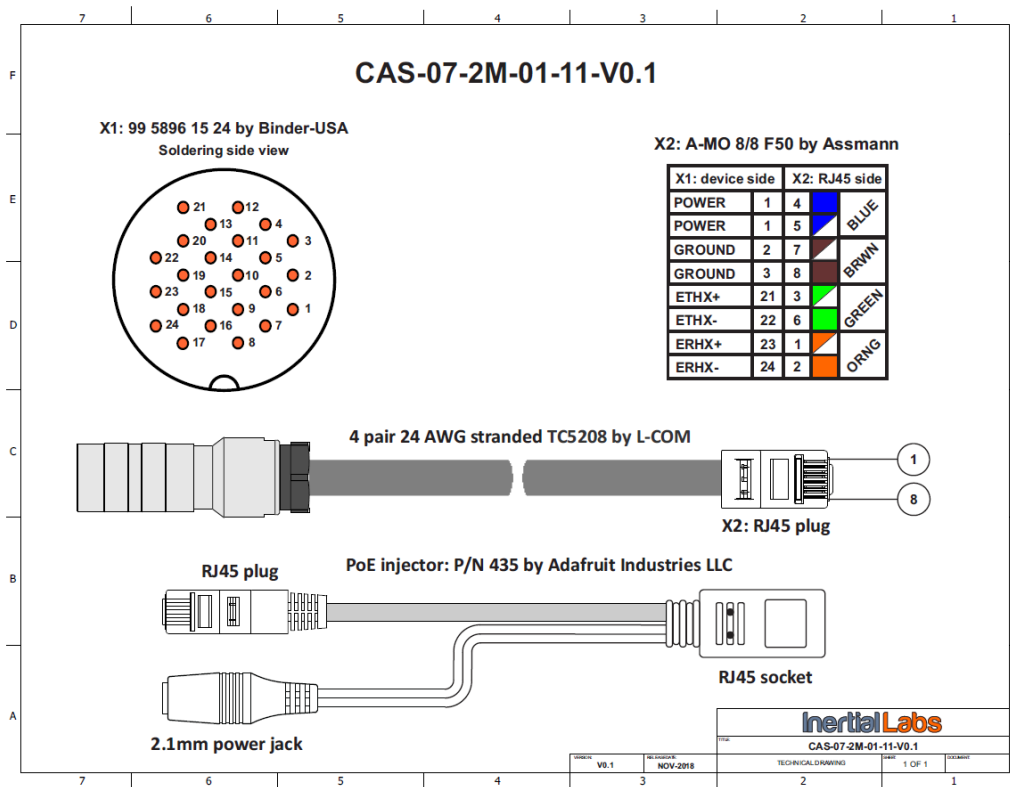 7 6 5 4 3 2 1
F
CAS-07-2M-01-11-V0.1
X1: 99 5896 15 24 by Binder-USA
Soldering side view
X2: A-MO 8/8 F50 by Assmann
E
21 12
13 4
20 11 3
22 14 5
19 10 2
23 15 6
18 9 1
24 16 7
17 8
D
X1: device side X2: RJ45 side
POWER 1 4
POWER 1 5
BLUE
GROUND 2 7
GROUND 3 8
BRWN
ETHX+ 21 3
ETHX- 22 6
GREEN
ERHX+ 23 1
ERHX- 24 2
ORNG
C
4 pair 24 AWG stranded TC5208 by L-COM
1
8
X2: RJ45 plug
B
RJ45 plug
PoE injector: P/N 435 by Adafruit Industries LLC
RJ45 socket
A
2.1mm power jack
InertialLabs
TITLE:
CAS-07-2M-01-11-V0.1
VERSION: V0.1
RELEASE DATE: NOV-2018
TECHNICAL DRAWING
SHEET: 1 OF 1
DOCUMENT:
7 6 5 4 3 2 1
F
E
D
C
B
A